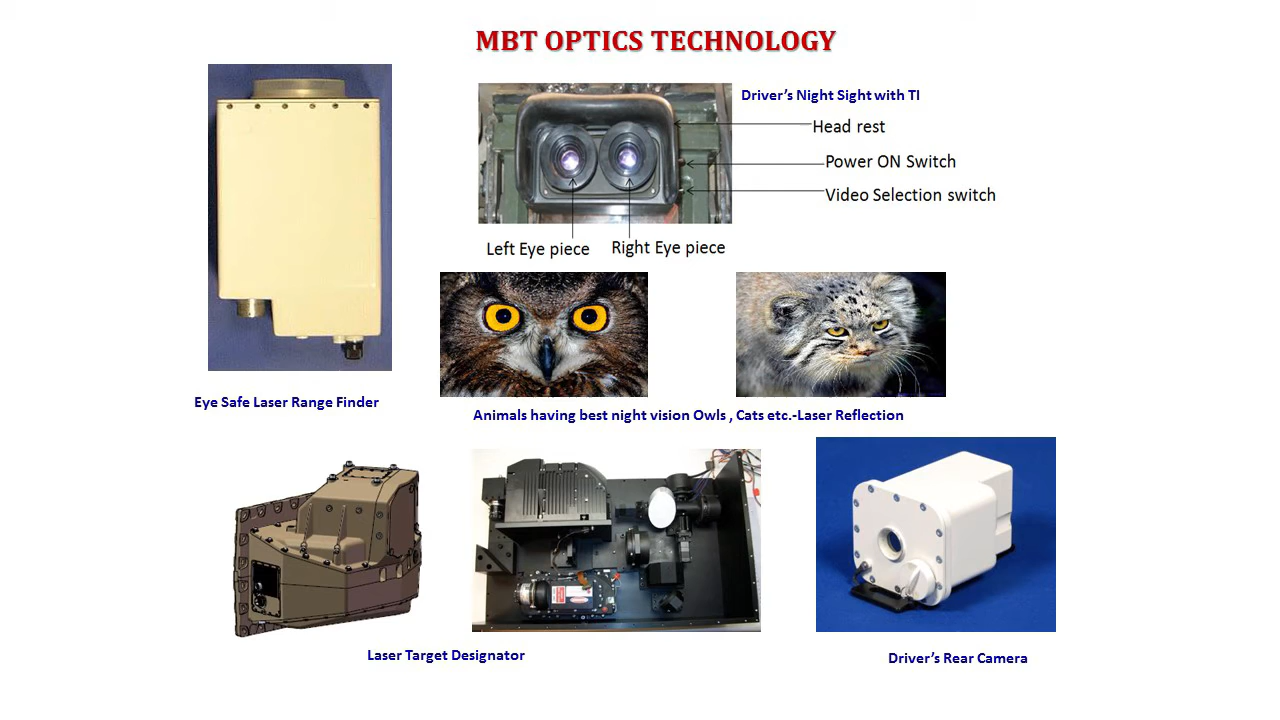 MBT OPTICS TECHNOLOGY
Driver’s Night Sight with TI
Head rest
Power ON Switch
Video Selection switch
Left Eye piece
Right Eye piece
Eye Safe Laser Range Finder
Animals having best night vision Owls , Cats etc.-Laser Reflection
Laser Target Designator
Driver’s Rear Camera